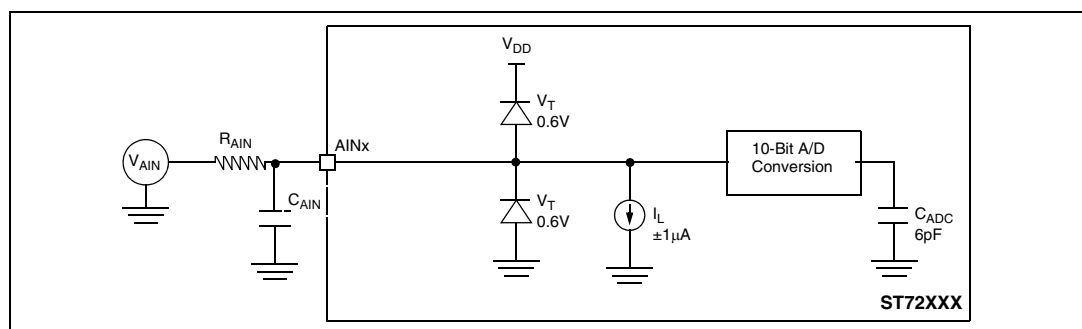 V_DD
V_T
0.6V
R_AIN
AINx
V_AIN
10-Bit A/D
Conversion
C_AIN
V_T
0.6V
I_L
±1μA
C_ADC
6pF
ST72XXX